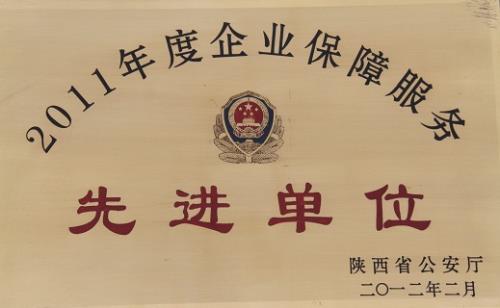 2011年度企业保障服务
先进单位
陕西省公安厅
二〇一二年二月